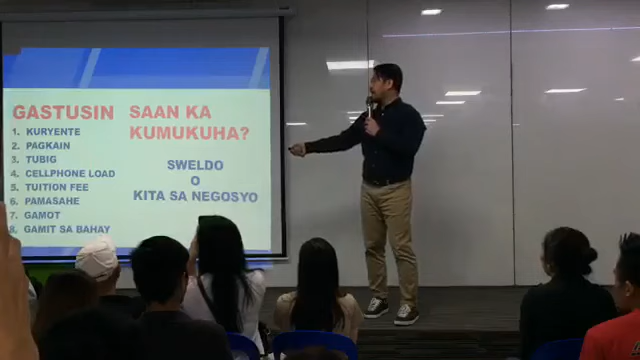 GASTUSIN
1. KURYENTE
2. PAGKAIN
3. TUBIG
4. CELLPHONE LOAD
5. TUITION FEE
6. PAMASAHE
7. GAMOT
8. GAMIT SA BAHAY
SAAN KA
KUMUKUHA?
SWELDO
O
KITA SA NEGOSYO